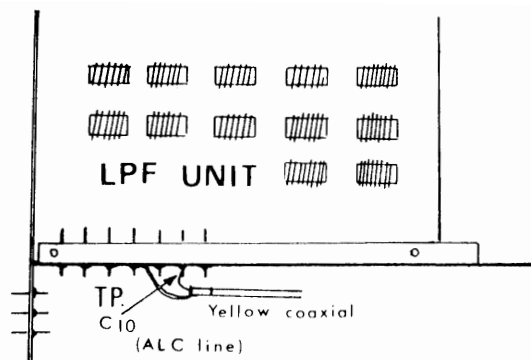 LPF UNIT
TP.
C10
Yellow coaxial
(ALC line)